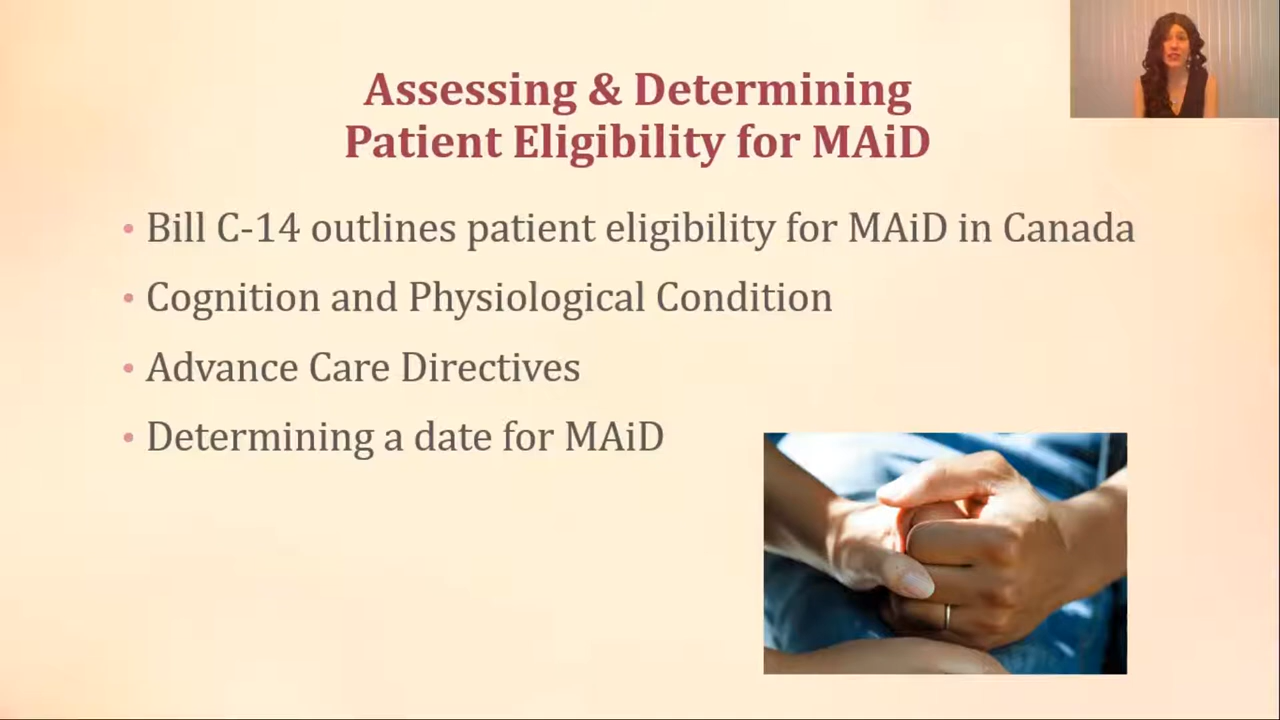 Assessing & Determining
Patient Eligibility for MAiD
• Bill C-14 outlines patient eligibility for MAiD in Canada
• Cognition and Physiological Condition
• Advance Care Directives
• Determining a date for MAiD